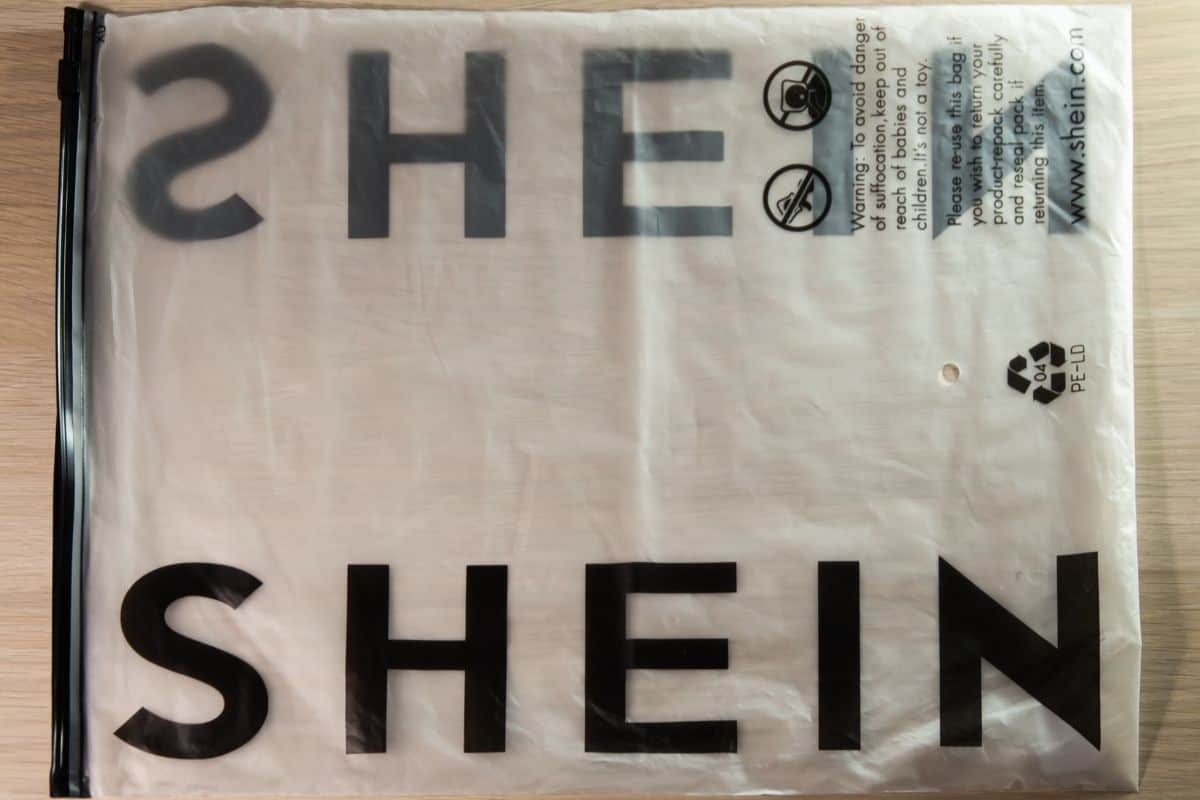 SHEIN
Warning: To avoid danger
of suffocation,keep out of
reach of babies and
children.It's not a toy.
Please re-use this bag if
you wish to return your
product-repack carefully
and reseal pack if
returning this item.
www.shein.com
04
PE-LD
SHEIN